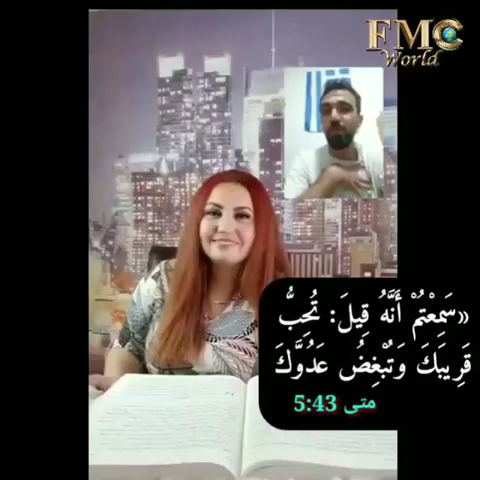 FMC
World
«سَمِعْتُمْ أَنَّهُ قِيلَ: تُحِبُّ
قَرِيبَكَ وَتُبْغِضُ عَدُوَّكَ
متى 5:43